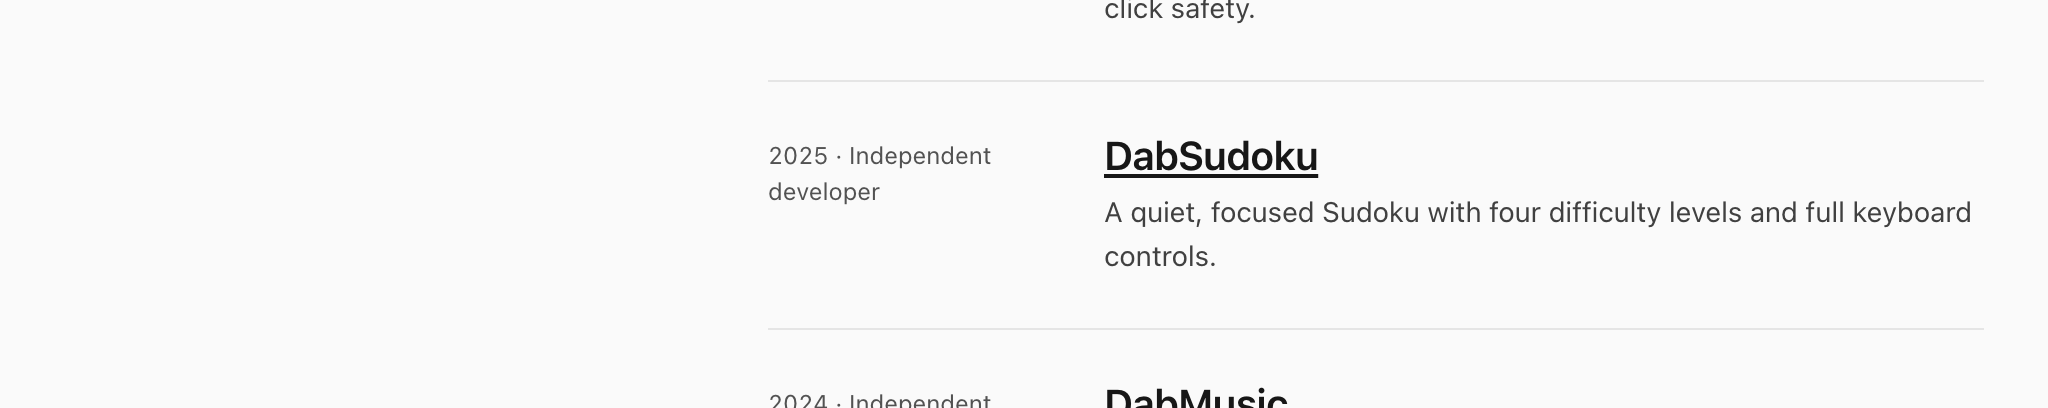 click safety.
2025 · Independent
developer
DabSudoku
A quiet, focused Sudoku with four difficulty levels and full keyboard
controls.
2024 · Independent
DabMusic